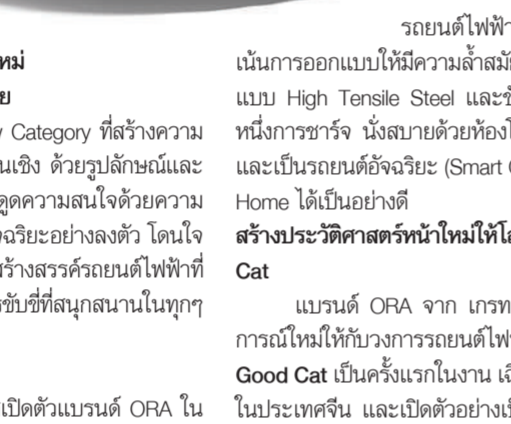 หม่
ย
Category ที่สร้างความ
นเชิง ด้วยรูปลักษณ์และ
ดูดความสนใจด้วยความ
จฉริยะอย่างลงตัว โดนใจ
สร้างสรรค์รถยนต์ไฟฟ้าที่
รขับขี่ที่สนุกสนานในทุกๆ
เปิดตัวแบรนด์ ORA ใน
รถยนต์ไฟฟ้า
เน้นการออกแบบให้มีความล้ำสมัย
แบบ High Tensile Steel และ
หนึ่งการชาร์จ นั่งสบายด้วยห้อง
และเป็นรถยนต์อัจฉริยะ (Smart
Home ได้เป็นอย่างดี
สร้างประวัติศาสตร์หน้าใหม่ให้
Cat
แบรนด์ ORA จาก เกรท
การณ์ใหม่ให้กับวงการรถยนต์
Good Cat เป็นครั้งแรกในงาน
ในประเทศจีน และเปิดตัวอย่าง